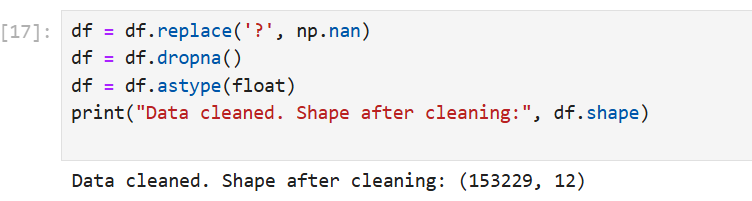 [17]:
df = df.replace('?', np.nan)
df = df.dropna()
df = df.astype(float)
print("Data cleaned. Shape after cleaning:", df.shape)
Data cleaned. Shape after cleaning: (153229, 12)